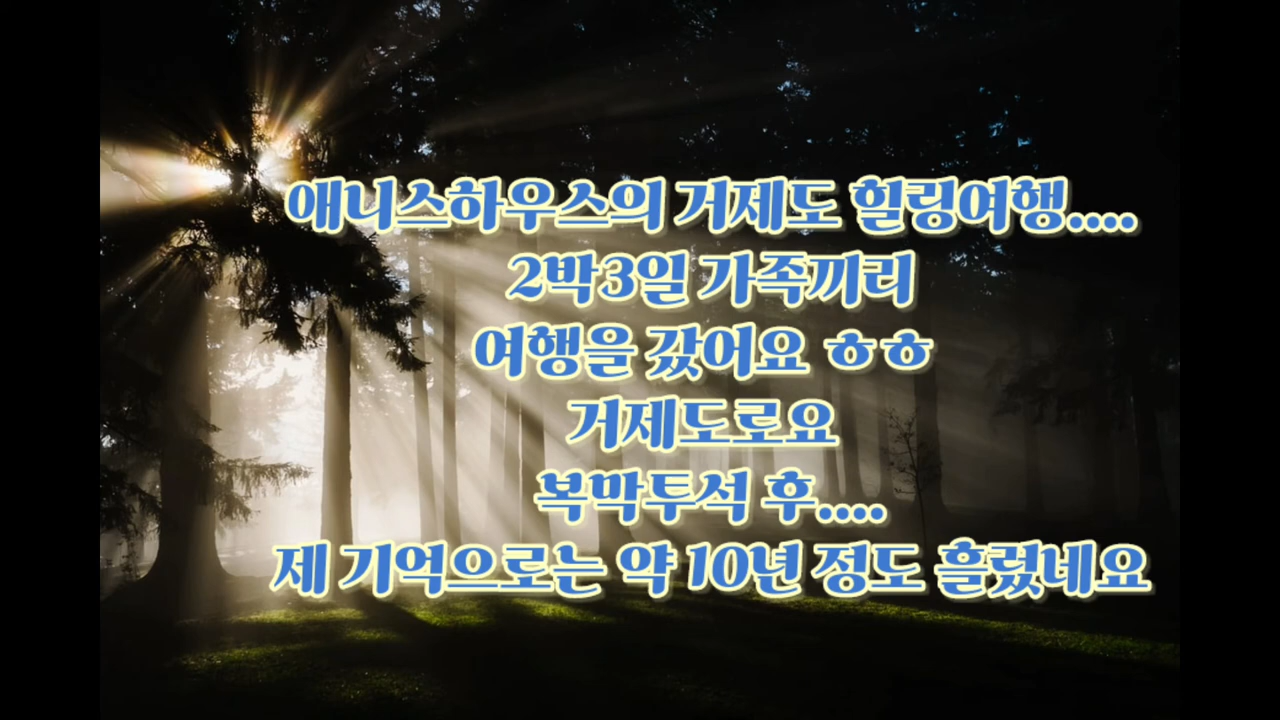 애니스하우스의 거제도 힐링여행....
2박3일 가족끼리
여행을 갔어요 ㅎㅎ
거제도로요
복막투석 후....
제 기억으로는 약 10년 정도 흘렀네요